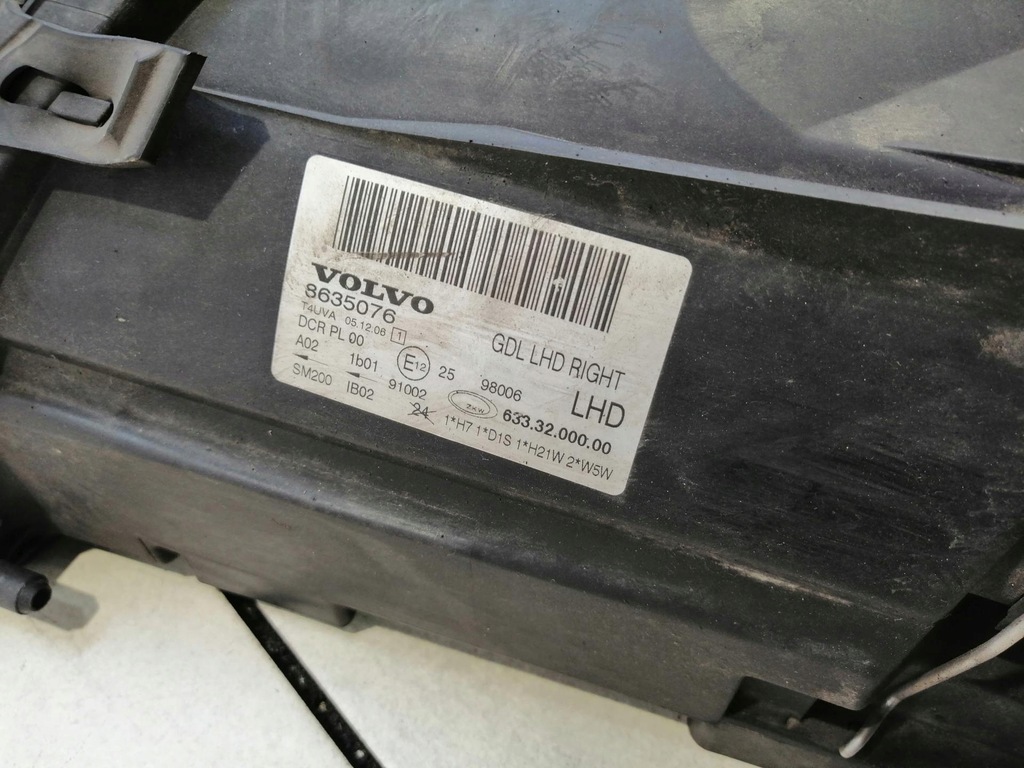 VOLVO
8635076
T4UVA 05.12.06 1
DCR PL 00
GDL LHD RIGHT
A02 1b01 E12 25 98006 LHD
SM200 IB02 91002 ZKW 633.32.000.00
24 1*H7 1*D1S 1*H21W 2*W5W